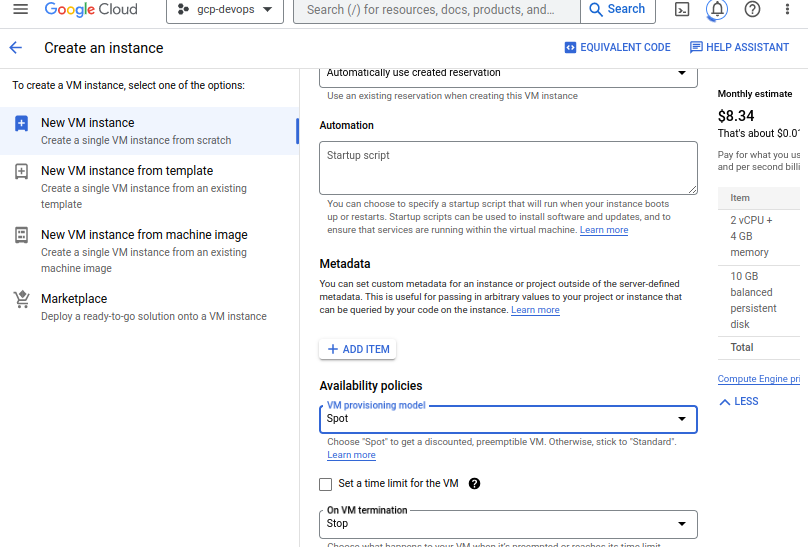 Google Cloud
gcp-devops
Search (/) for resources, docs, products, and...
Search
Create an instance
EQUIVALENT CODE
HELP ASSISTANT
To create a VM instance, select one of the options:
New VM instance
Create a single VM instance from scratch
New VM instance from template
Create a single VM instance from an existing
template
New VM instance from machine image
Create a single VM instance from an existing
machine image
Marketplace
Deploy a ready-to-go solution onto a VM instance
Automatically use created reservation
Use an existing reservation when creating this VM instance
Automation
Startup script
You can choose to specify a startup script that will run when your instance boots
up or restarts. Startup scripts can be used to install software and updates, and to
ensure that services are running within the virtual machine. Learn more
Metadata
You can set custom metadata for an instance or project outside of the server-defined
metadata. This is useful for passing in arbitrary values to your project or instance that
can be queried by your code on the instance. Learn more
+ ADD ITEM
Availability policies
VM provisioning model
Spot
Choose "Spot" to get a discounted, preemptible VM. Otherwise, stick to "Standard".
Learn more
Set a time limit for the VM
On VM termination
Stop
Choose what happens to your VM when it's preempted or reaches its time limit
Monthly estimate
$8.34
That's about $0.01
Pay for what you us
and per second billi
Item
2 vCPU +
4 GB
memory
10 GB
balanced
persistent
disk
Total
Compute Engine pri
LESS